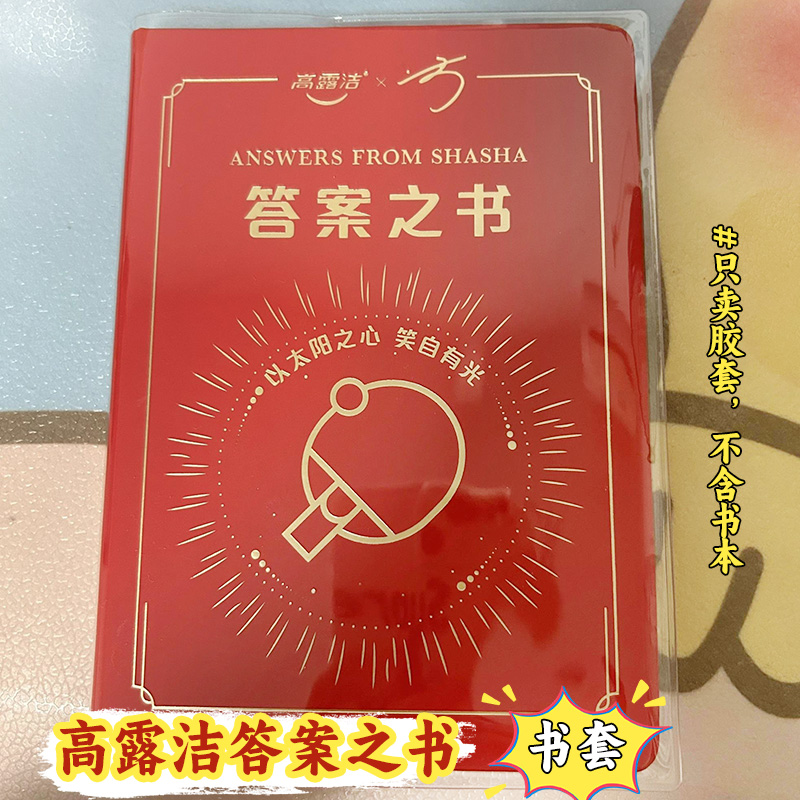 高露洁 ×
ANSWERS FROM SHASHA
答案之书
以太阳之心 笑自有光
#只卖胶套，不含书本
高露洁答案之书
书套